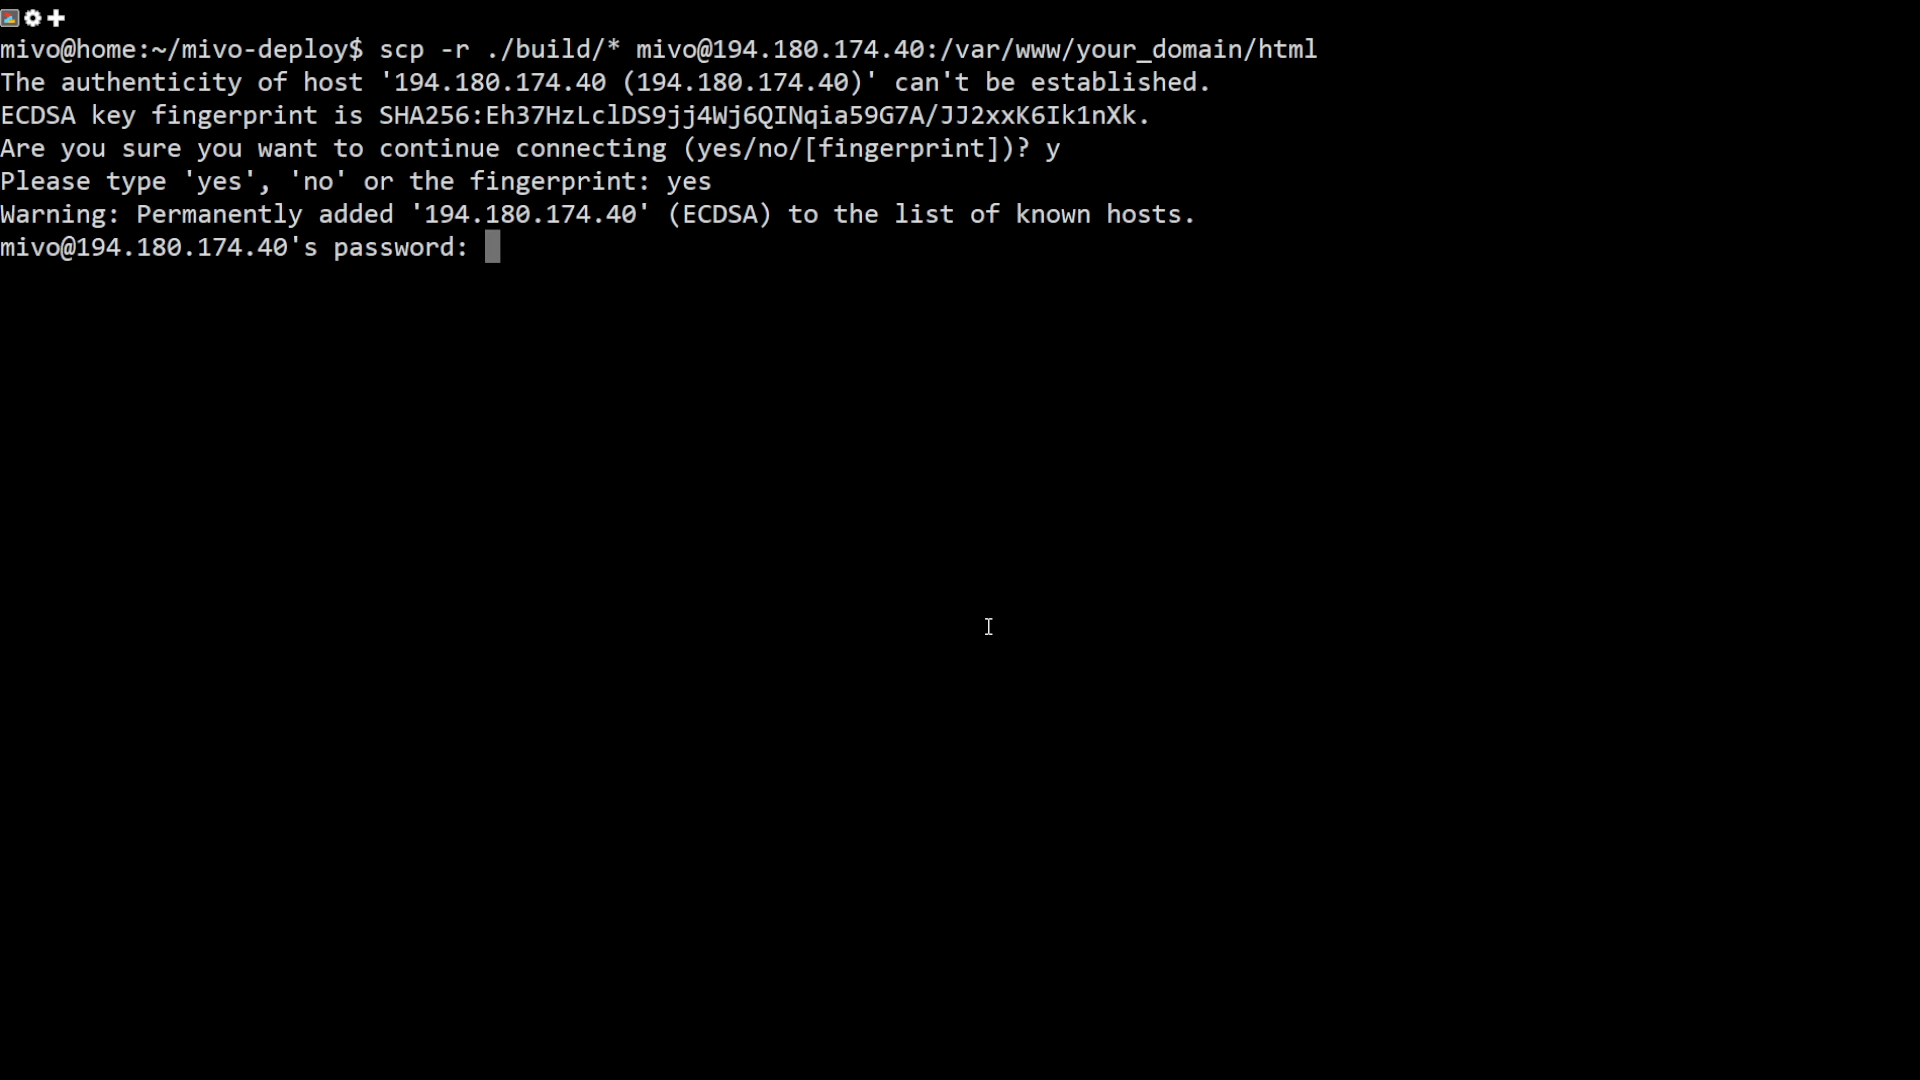 mivo@home:~/mivo-deploy$ scp -r ./build/* mivo@194.180.174.40:/var/www/your_domain/html
The authenticity of host '194.180.174.40 (194.180.174.40)' can't be established.
ECDSA key fingerprint is SHA256:Eh37HzLclDS9jj4Wj6QINqia59G7A/JJ2xxK6Ik1nXk.
Are you sure you want to continue connecting (yes/no/[fingerprint])? y
Please type 'yes', 'no' or the fingerprint: yes
Warning: Permanently added '194.180.174.40' (ECDSA) to the list of known hosts.
mivo@194.180.174.40's password: